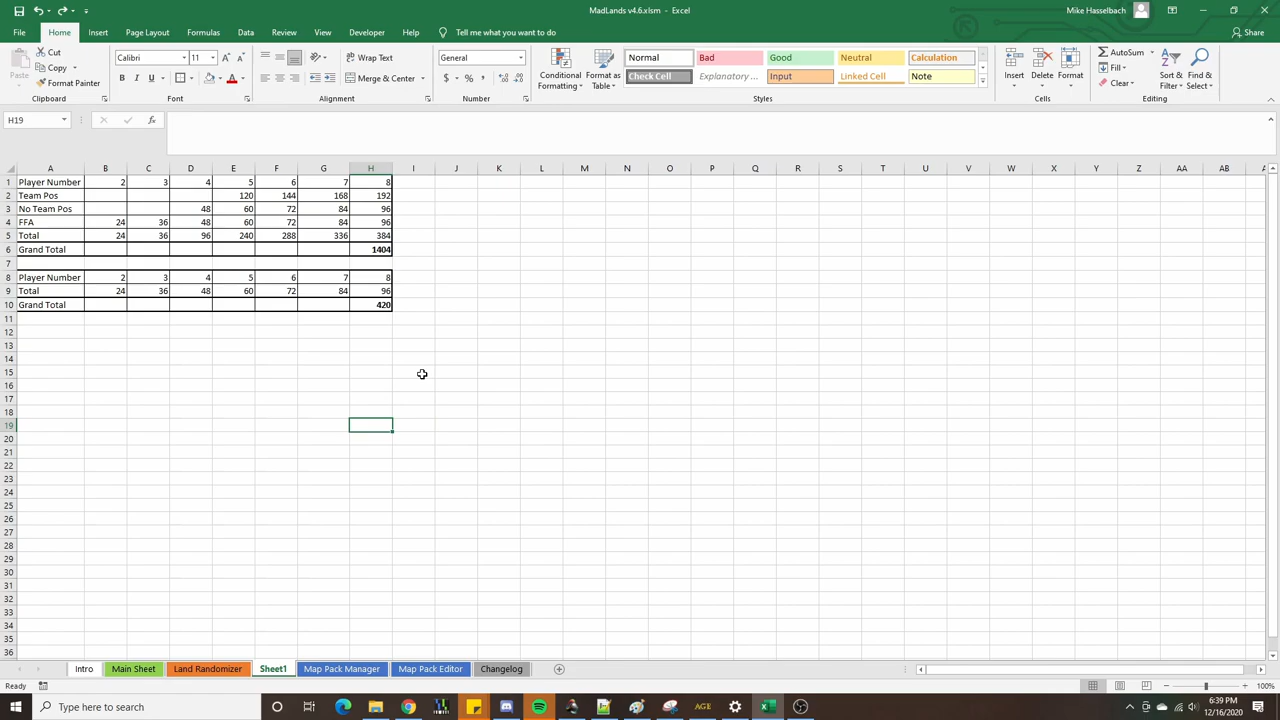 MadLands v4.6.xlsm - Excel
Mike Hasselbach
File Home Insert Page Layout Formulas Data Review View Developer Help Tell me what you want to do Share
Paste Cut Calibri 11 Wrap Text General Normal Bad Good Neutral Calculation AutoSum
Copy Conditional Formatting Format as Table Insert Delete Format Fill Sort & Filter Find & Select
Format Painter B I U A Merge & Center $ % , Check Cell Explanatory ... Input Linked Cell Note Clear
Clipboard Font Alignment Number Styles Cells Editing
H19 fx
A B C D E F G H I J K L M N O P Q R S T U V W X Y Z AA AB
1 Player Number 2 3 4 5 6 7 8
2 Team Pos 120 144 168 192
3 No Team Pos 48 60 72 84 96
4 FFA 24 36 48 60 72 84 96
5 Total 24 36 96 240 288 336 384
6 Grand Total 1404
7
8 Player Number 2 3 4 5 6 7 8
9 Total 24 36 48 60 72 84 96
10 Grand Total 420
11
12
13
14
15
16
17
18
19
20
21
22
23
24
25
26
27
28
29
30
31
32
33
34
35
36
Intro Main Sheet Land Randomizer Sheet1 Map Pack Manager Map Pack Editor Changelog
Ready 100%
Type here to search AGE 6:39 PM
12/16/2020